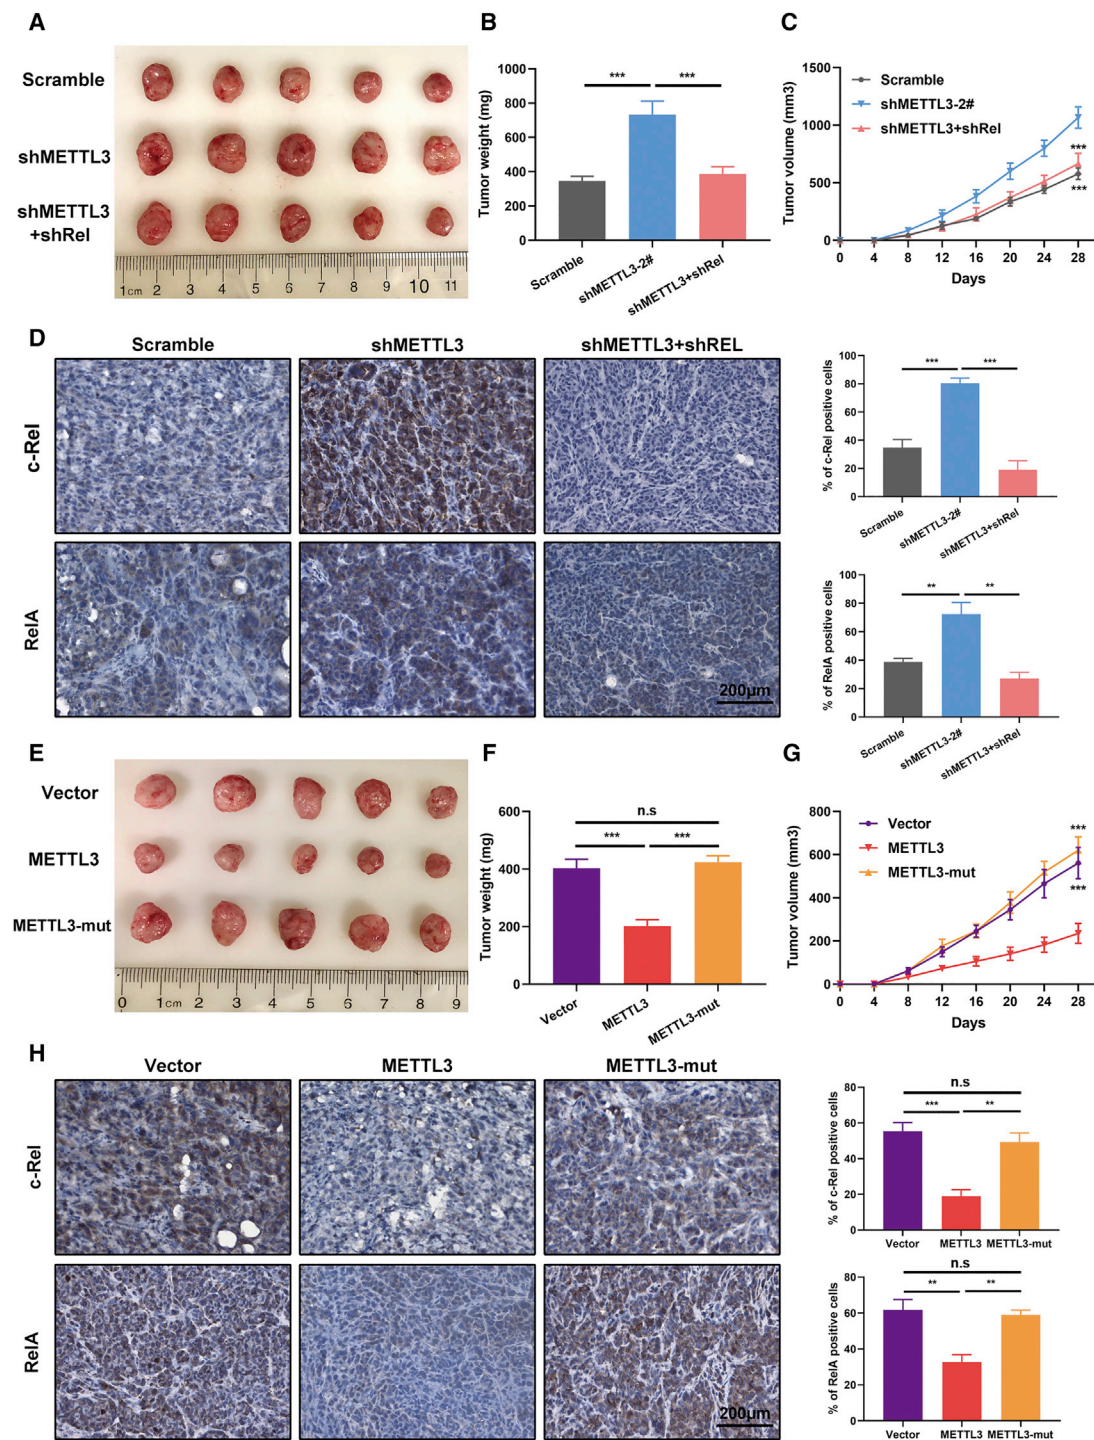 A
Scramble
shMETTL3
shMETTL3
+shRel
1cm 2 3 4 5 6 7 8 9 10 11
B
Tumor weight (mg)
1000
800
600
400
200
0
*** ***
Scramble
shMETTL3-2#
shMETTL3+shRel
C
Tumor volume (mm3)
1500
1000
500
0
Scramble
shMETTL3-2#
shMETTL3+shRel
***
***
0 4 8 12 16 20 24 28
Days
D
Scramble shMETTL3 shMETTL3+shREL
c-Rel
RelA
200μm
% of c-Rel positive cells
100
80
60
40
20
0
*** ***
Scramble
shMETTL3-2#
shMETTL3+shRel
% of RelA positive cells
100
80
60
40
20
0
** **
Scramble
shMETTL3-2#
shMETTL3+shRel
E
Vector
METTL3
METTL3-mut
0 1cm 2 3 4 5 6 7 8 9
F
Tumor weight (mg)
600
400
200
0
n.s
*** ***
Vector
METTL3
METTL3-mut
G
Tumor volume (mm3)
800
600
400
200
0
Vector
METTL3
METTL3-mut
***
***
0 4 8 12 16 20 24 28
Days
H
Vector METTL3 METTL3-mut
c-Rel
RelA
200μm
% of c-Rel positive cells
80
60
40
20
0
n.s
*** **
Vector METTL3 METTL3-mut
% of RelA positive cells
80
60
40
20
0
n.s
** **
Vector METTL3 METTL3-mut